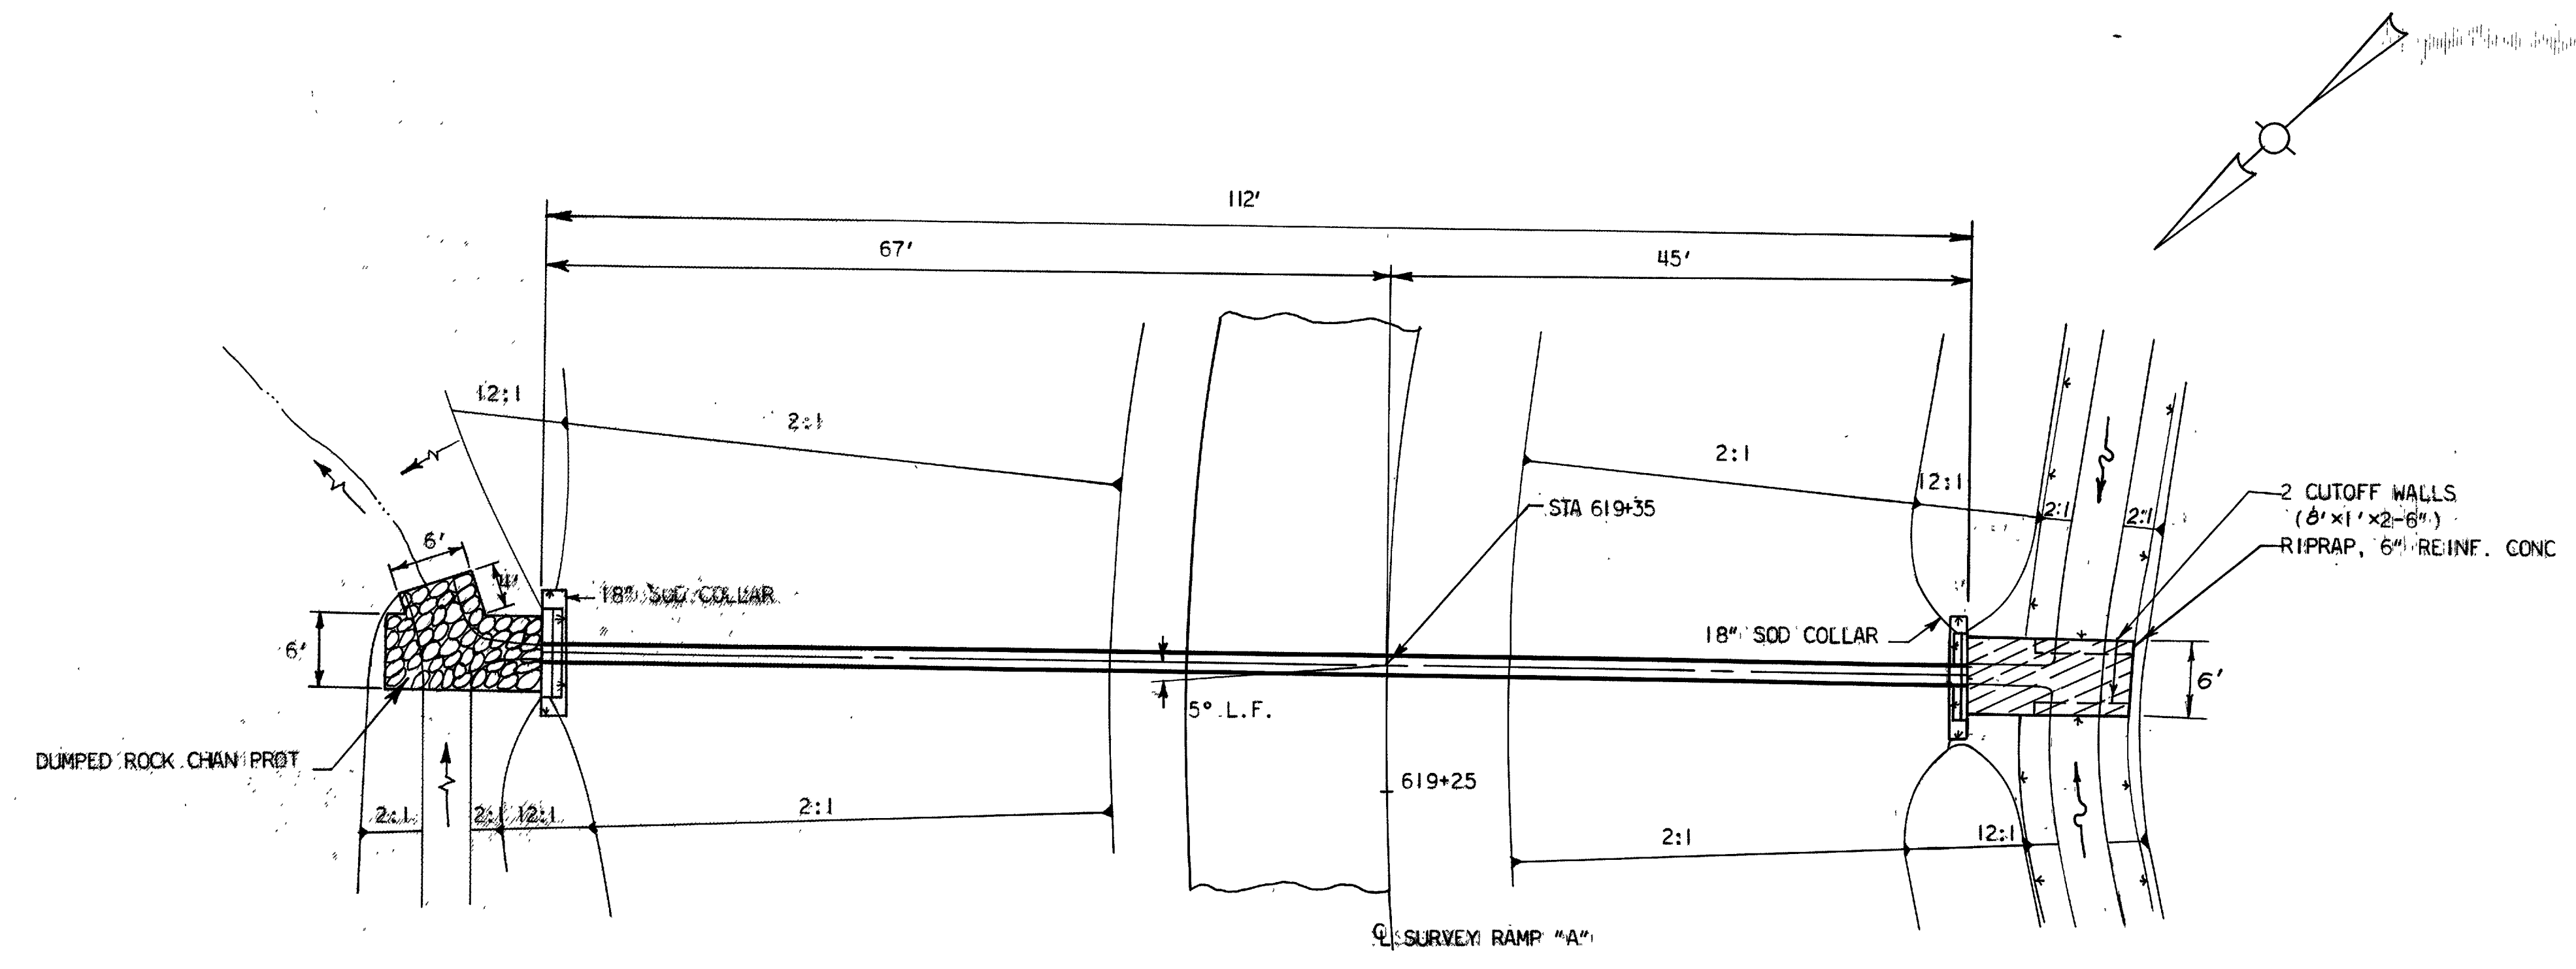 112'
67'
45'
12:1
2:1
2:1
12:1
2:1
2:1
STA 619+35
2 CUTOFF WALLS
(8'×1'×2-6")
RIPRAP, 6" REINF. CONC
6'
4'
18" SOD COLLAR
6'
18" SOD COLLAR
6'
5° L.F.
DUMPED ROCK CHAN PROT
619+25
2:1
2:1
12:1
2:1
2:1
12:1
℄ SURVEY RAMP "A"